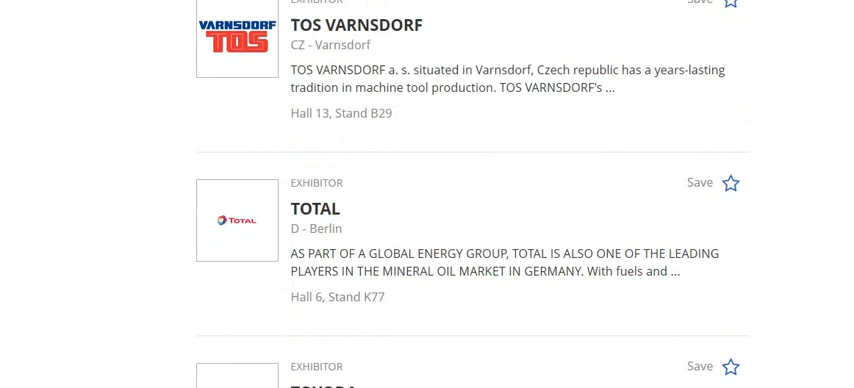 EXHIBITOR
Save
VARNSDORF
TOS
TOS VARNSDORF
CZ - Varnsdorf
TOS VARNSDORF a. s. situated in Varnsdorf, Czech republic has a years-lasting
tradition in machine tool production. TOS VARNSDORF's ...
Hall 13, Stand B29
EXHIBITOR
Save
TOTAL
TOTAL
D - Berlin
AS PART OF A GLOBAL ENERGY GROUP, TOTAL IS ALSO ONE OF THE LEADING
PLAYERS IN THE MINERAL OIL MARKET IN GERMANY. With fuels and ...
Hall 6, Stand K77
EXHIBITOR
Save